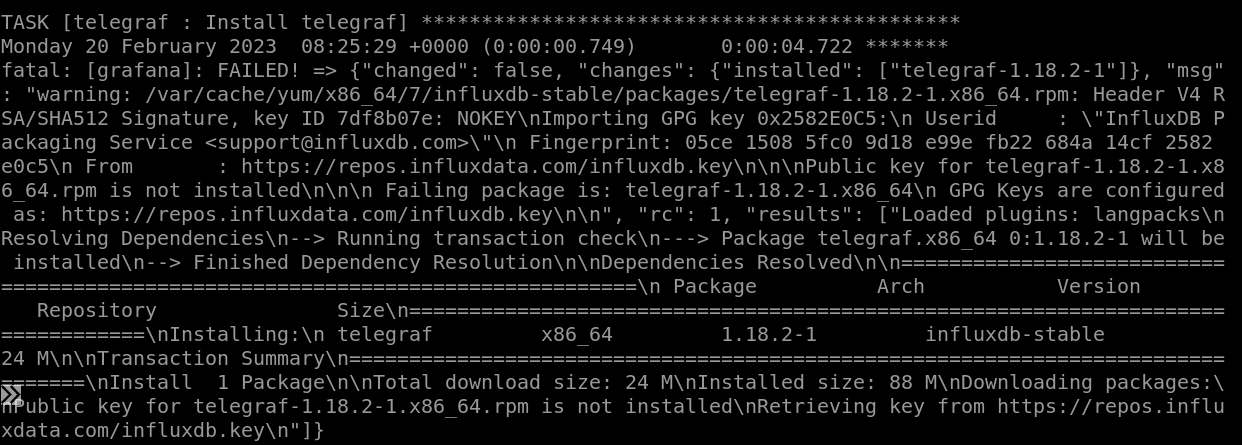 TASK [telegraf : Install telegraf] *********************************************
Monday 20 February 2023  08:25:29 +0000 (0:00:00.749)       0:00:04.722 *******
fatal: [grafana]: FAILED! => {"changed": false, "changes": {"installed": ["telegraf-1.18.2-1"]}, "msg"
: "warning: /var/cache/yum/x86_64/7/influxdb-stable/packages/telegraf-1.18.2-1.x86_64.rpm: Header V4 R
SA/SHA512 Signature, key ID 7df8b07e: NOKEY\nImporting GPG key 0x2582E0C5:\n Userid     : \"InfluxDB P
ackaging Service <support@influxdb.com>\"\n Fingerprint: 05ce 1508 5fc0 9d18 e99e fb22 684a 14cf 2582
e0c5\n From       : https://repos.influxdata.com/influxdb.key\n\n\nPublic key for telegraf-1.18.2-1.x8
6_64.rpm is not installed\n\n\n Failing package is: telegraf-1.18.2-1.x86_64\n GPG Keys are configured
 as: https://repos.influxdata.com/influxdb.key\n\n", "rc": 1, "results": ["Loaded plugins: langpacks\n
Resolving Dependencies\n--> Running transaction check\n---> Package telegraf.x86_64 0:1.18.2-1 will be
 installed\n--> Finished Dependency Resolution\n\nDependencies Resolved\n\n===========================
=====================================================\n Package          Arch           Version
   Repository               Size\n====================================================================
============\nInstalling:\n telegraf         x86_64         1.18.2-1         influxdb-stable
24 M\n\nTransaction Summary\n=========================================================================
=======\nInstall  1 Package\n\nTotal download size: 24 M\nInstalled size: 88 M\nDownloading packages:\
nPublic key for telegraf-1.18.2-1.x86_64.rpm is not installed\nRetrieving key from https://repos.influ
xdata.com/influxdb.key\n"]}